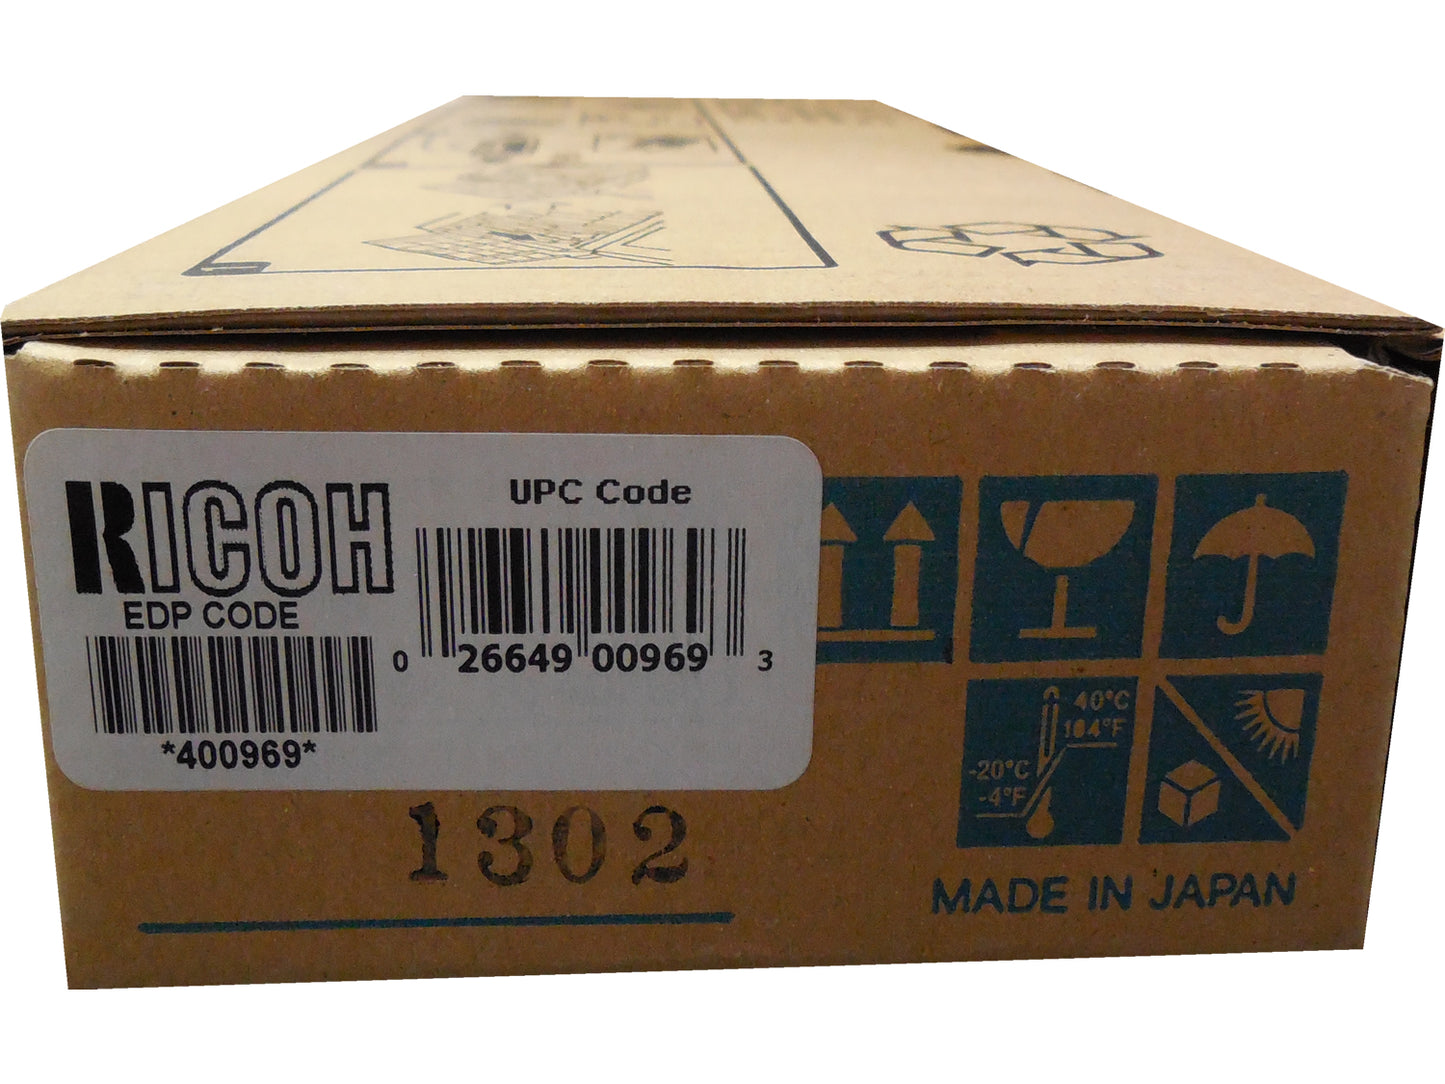 RICOH
EDP CODE
*400969*
UPC Code
0 26649 00969 3
40°C
104°F
-20°C
-4°F
1302
MADE IN JAPAN